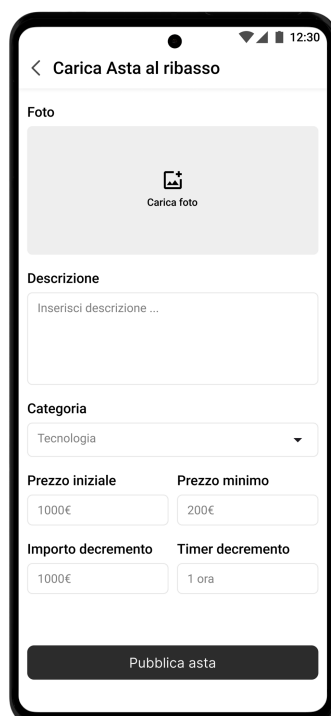 12:30
Carica Asta al ribasso
Foto
Carica foto
Descrizione
Inserisci descrizione ...
Categoria
Tecnologia
Prezzo iniziale Prezzo minimo
1000€ 200€
Importo decremento Timer decremento
1000€ 1 ora
Pubblica asta